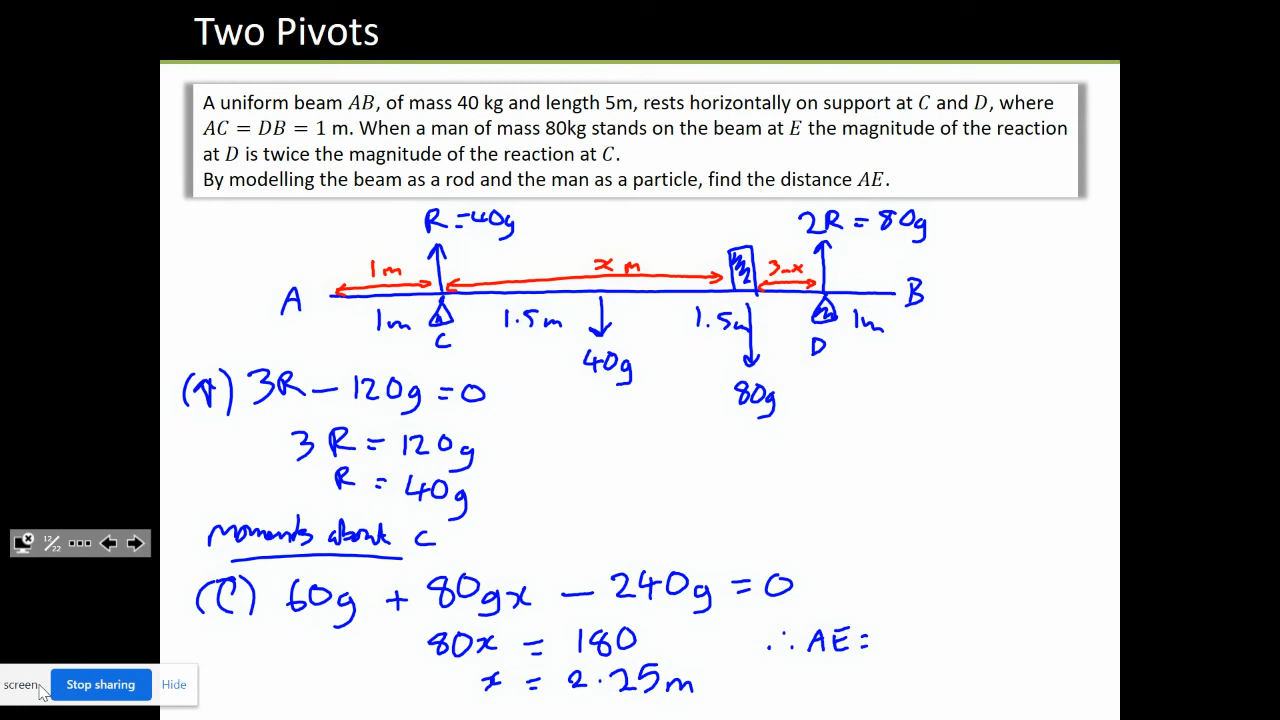 Two Pivots
A uniform beam AB, of mass 40 kg and length 5m, rests horizontally on support at C and D, where
AC = DB = 1 m. When a man of mass 80kg stands on the beam at E the magnitude of the reaction
at D is twice the magnitude of the reaction at C.
By modelling the beam as a rod and the man as a particle, find the distance AE.
R = 40g
2R = 80g
1m
x m
3-x
A
B
1m
C
1.5m
1.5m
D
1m
40g
80g
(↑) 3R - 120g = 0
3R = 120g
R = 40g
moments about C
60g + 80gx - 240g = 0
80x = 180
∴ AE =
x = 2.25m
12/22
screen
Stop sharing
Hide